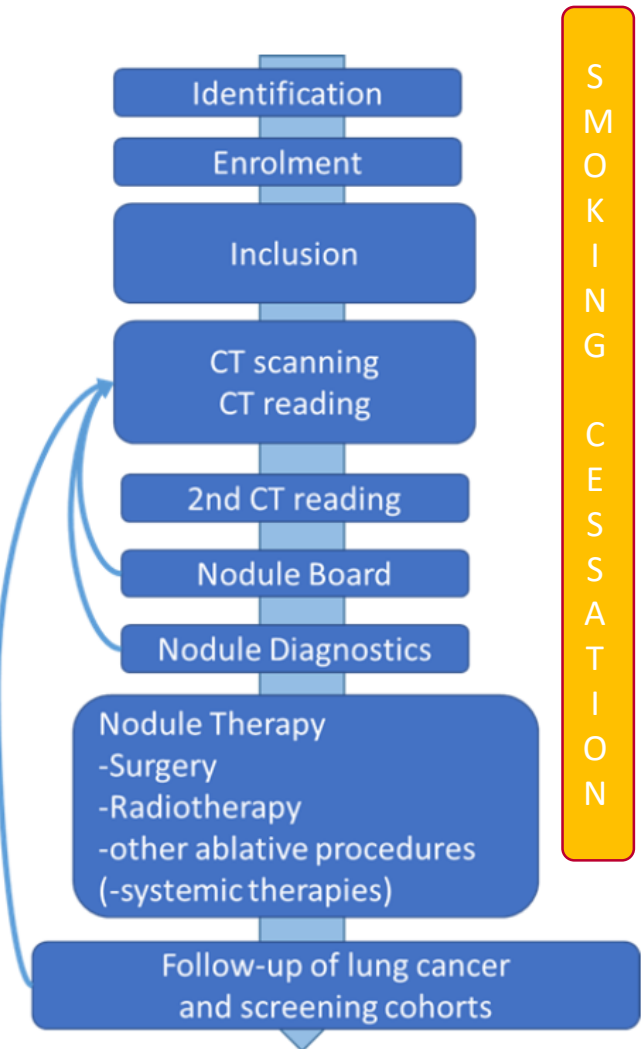 Identification
Enrolment
Inclusion
CT scanning
CT reading
2nd CT reading
Nodule Board
Nodule Diagnostics
Nodule Therapy
-Surgery
-Radiotherapy
-other ablative procedures
(-systemic therapies)
Follow-up of lung cancer
and screening cohorts
S
M
O
K
I
N
G
C
E
S
S
A
T
I
O
N